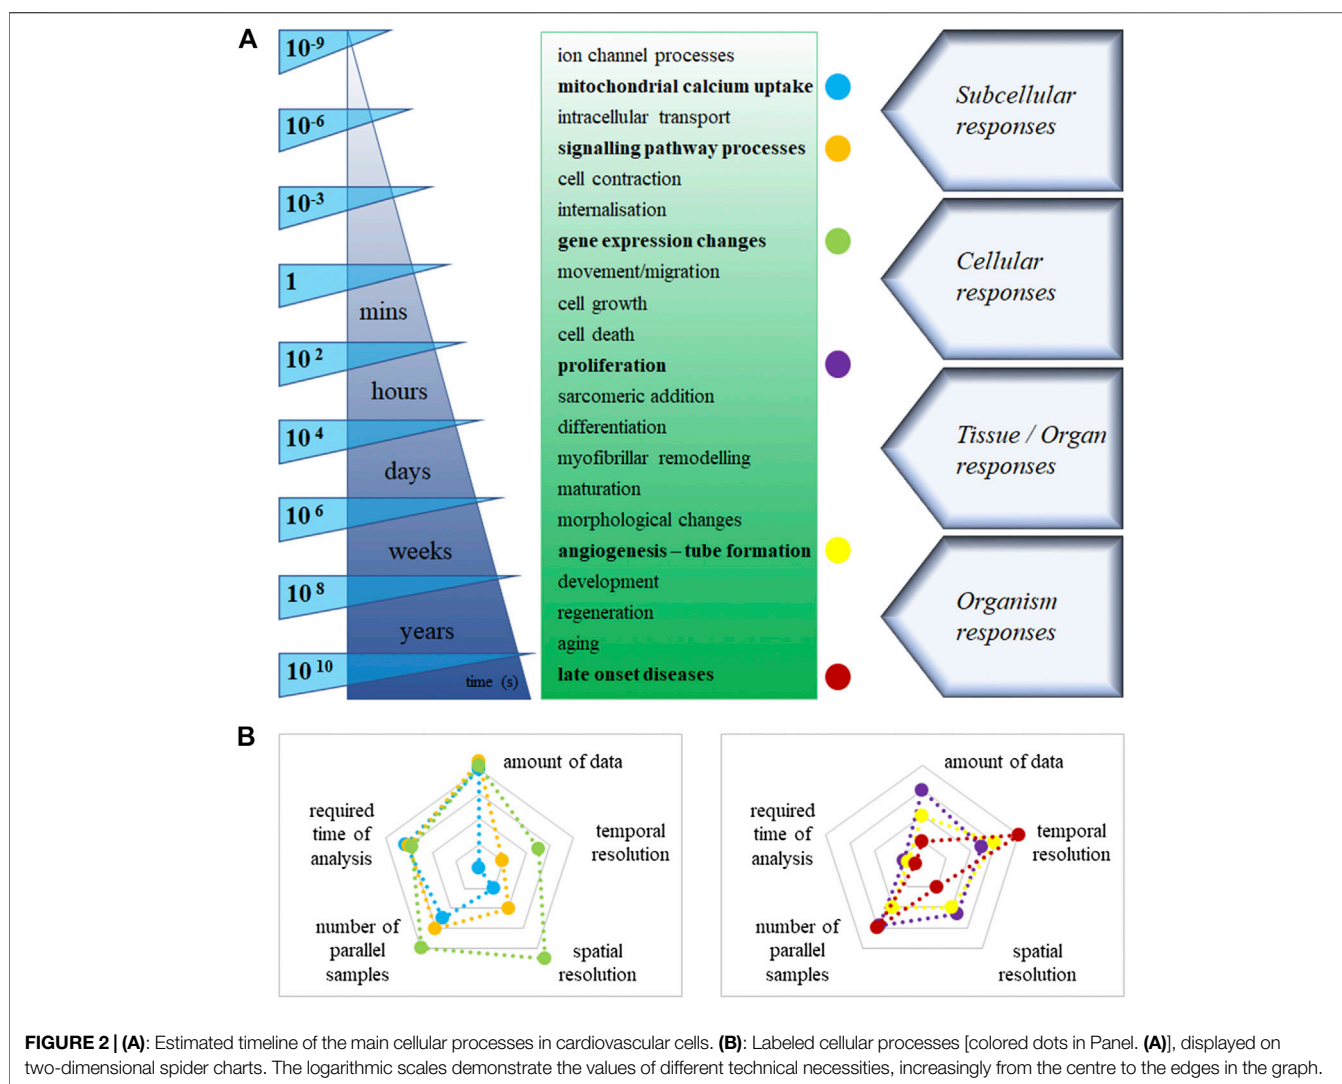 A
10-9
10-6
10-3
1
10 2
10 4
10 6
10 8
10 10
mins
hours
days
weeks
years
time (s)
ion channel processes
mitochondrial calcium uptake
intracellular transport
signalling pathway processes
cell contraction
internalisation
gene expression changes
movement/migration
cell growth
cell death
proliferation
sarcomeric addition
differentiation
myofibrillar remodelling
maturation
morphological changes
angiogenesis – tube formation
development
regeneration
aging
late onset diseases
Subcellular
responses
Cellular
responses
Tissue / Organ
responses
Organism
responses
B
amount of data
required
time of
analysis
temporal
resolution
number of
parallel
samples
spatial
resolution
amount of data
required
time of
analysis
temporal
resolution
number of
parallel
samples
spatial
resolution
FIGURE 2 | (A): Estimated timeline of the main cellular processes in cardiovascular cells. (B): Labeled cellular processes [colored dots in Panel. (A)], displayed on
two-dimensional spider charts. The logarithmic scales demonstrate the values of different technical necessities, increasingly from the centre to the edges in the graph.